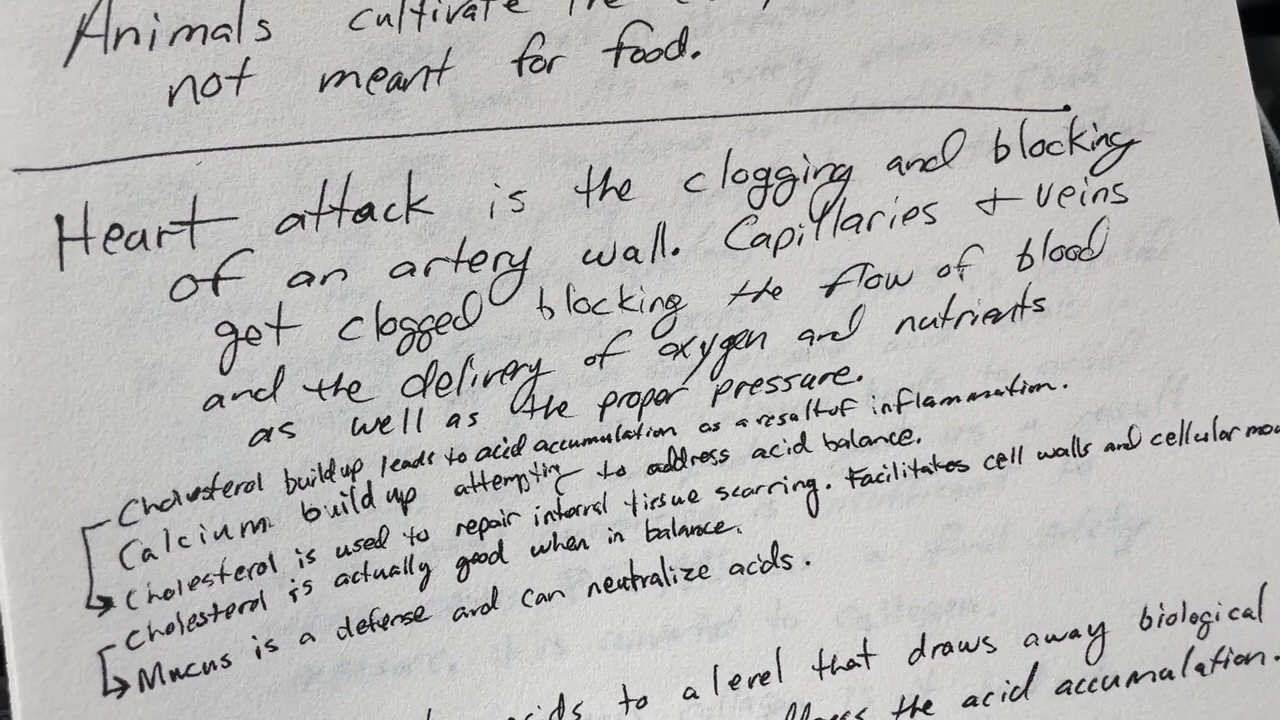 Animals cultivate the
not meant for food.
Heart attack is the clogging and blocking
of an artery wall. Capillaries + veins
get clogged blocking the flow of blood
and the delivery of oxygen and nutrients
as well as the proper pressure.
Cholesterol buildup leads to acid accumulation as a result of inflammation.
Calcium build up attempting to address acid balance.
Cholesterol is used to repair internal tissue scarring. Facilitates cell walls and cellular
Cholesterol is actually good when in balance.
Mucus is a defense and can neutralize acids.
to a level that draws away biological
the acid accumulation.